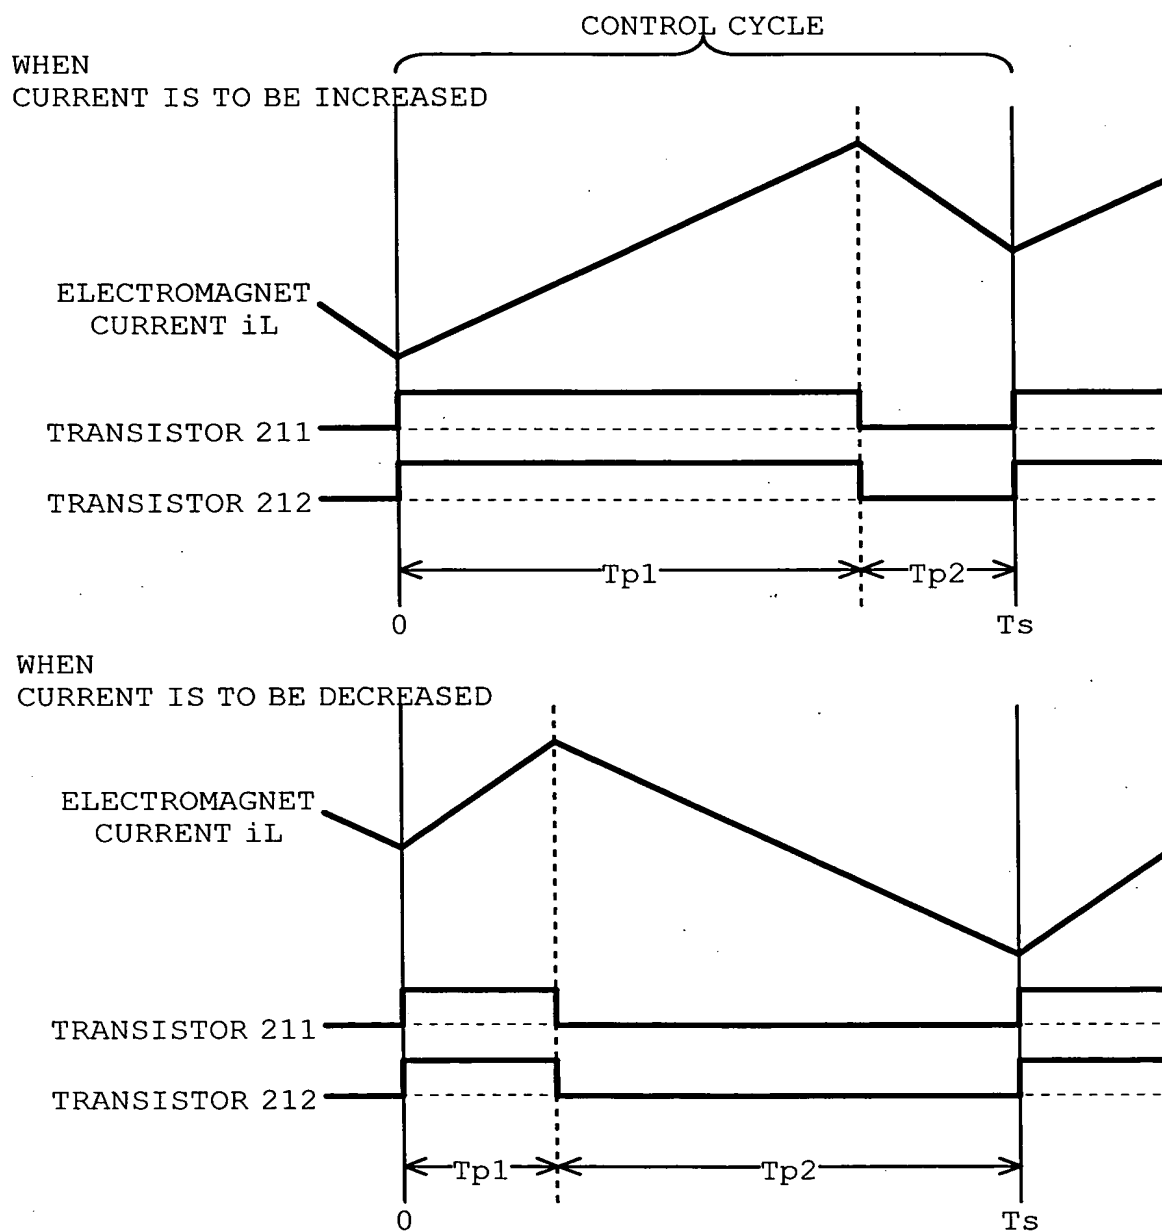 CONTROL CYCLE
WHEN
CURRENT IS TO BE INCREASED
ELECTROMAGNET
CURRENT iL
TRANSISTOR 211
TRANSISTOR 212
Tp1
Tp2
0
Ts
WHEN
CURRENT IS TO BE DECREASED
ELECTROMAGNET
CURRENT iL
TRANSISTOR 211
TRANSISTOR 212
Tp1
Tp2
0
Ts